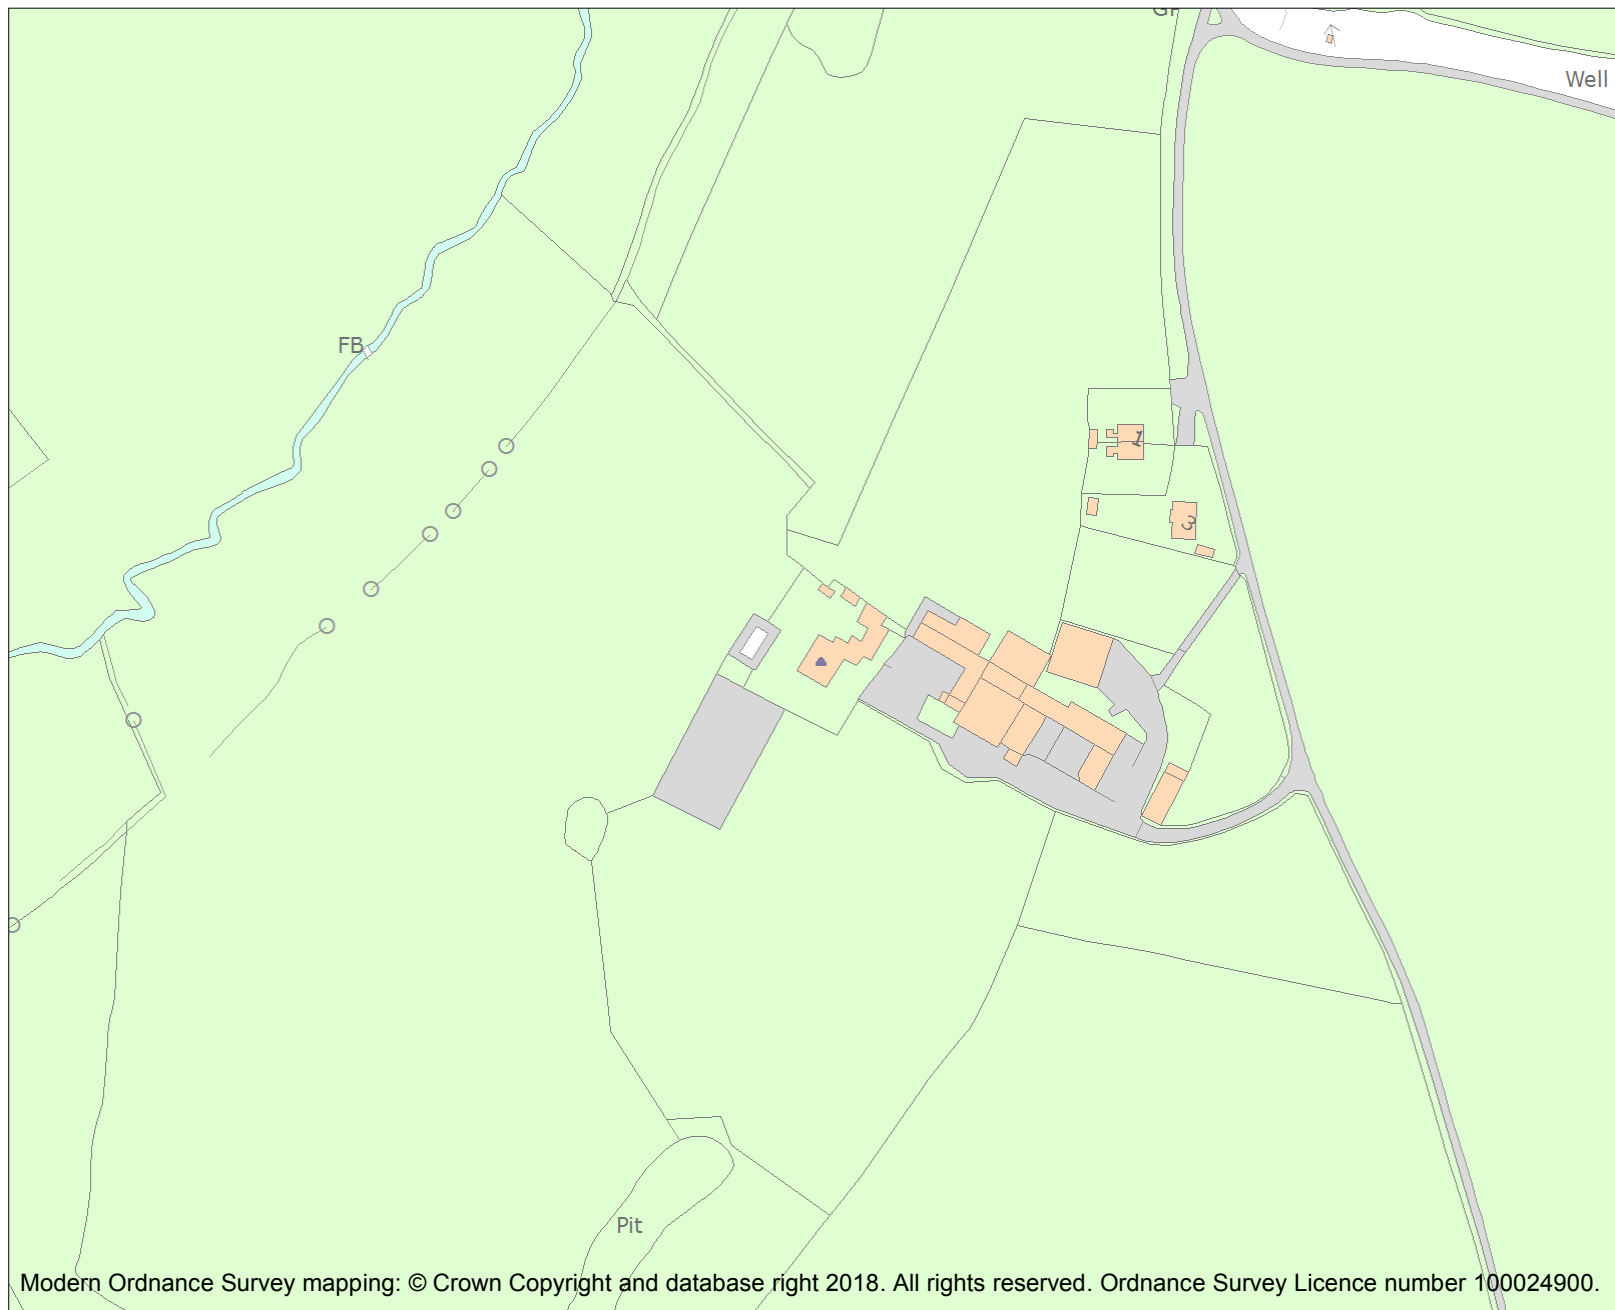 Well
FB
1
3
Pit
Modern Ordnance Survey mapping: © Crown Copyright and database right 2018. All rights reserved. Ordnance Survey Licence number 100024900.